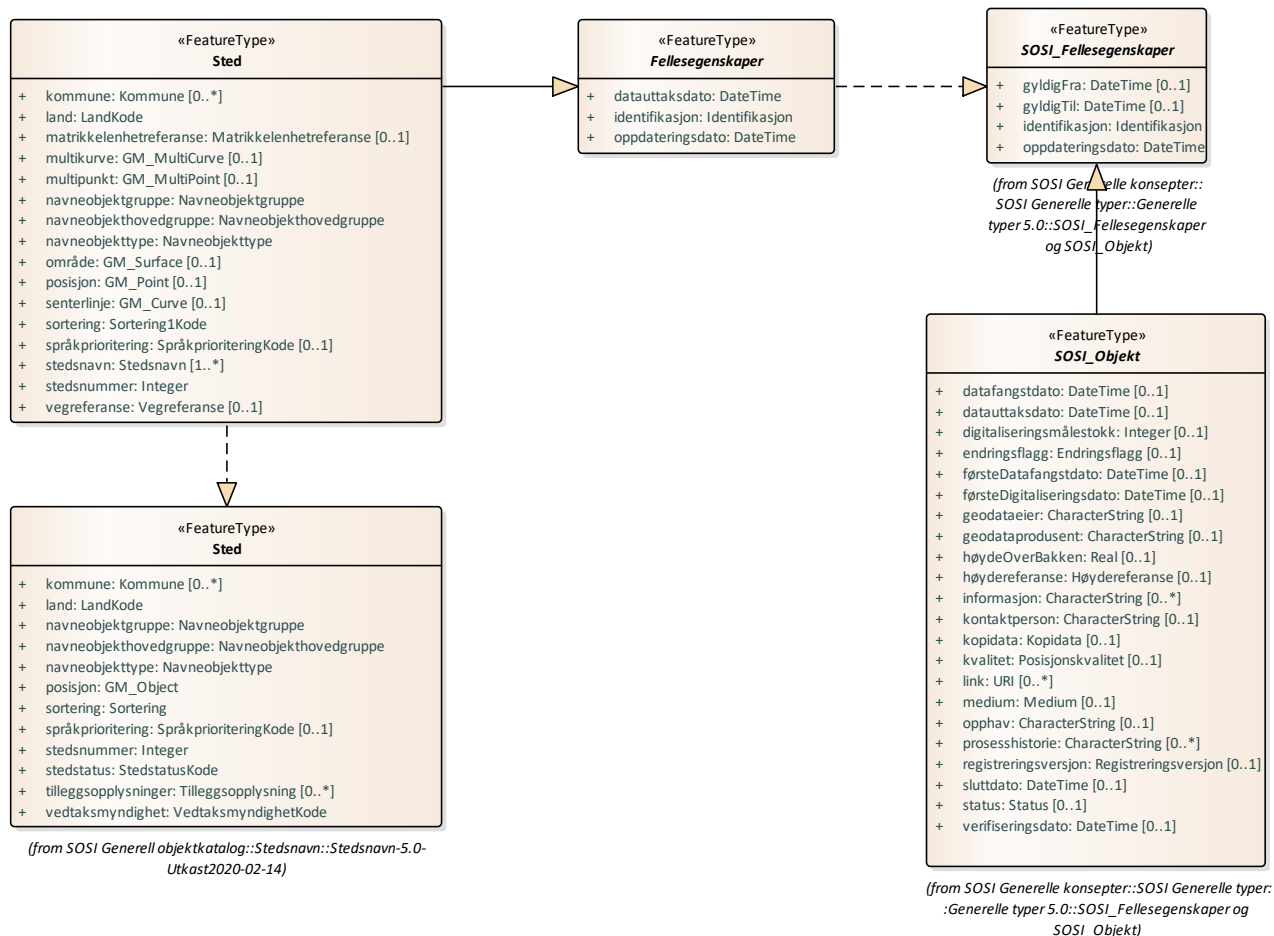 «FeatureType»
Sted
+ kommune: Kommune [0..*]
+ land: LandKode
+ matrikkelenhetreferanse: Matrikkelenhetreferanse [0..1]
+ multikurve: GM_MultiCurve [0..1]
+ multipunkt: GM_MultiPoint [0..1]
+ navneobjektgruppe: Navneobjektgruppe
+ navneobjekthovedgruppe: Navneobjekthovedgruppe
+ navneobjekttype: Navneobjekttype
+ område: GM_Surface [0..1]
+ posisjon: GM_Point [0..1]
+ senterlinje: GM_Curve [0..1]
+ sortering: Sortering1Kode
+ språkprioritering: SpråkprioriteringKode [0..1]
+ stedsnavn: Stedsnavn [1..*]
+ stedsnummer: Integer
+ vegreferanse: Vegreferanse [0..1]
«FeatureType»
Fellesegenskaper
+ datauttaksdato: DateTime
+ identifikasjon: Identifikasjon
+ oppdateringsdato: DateTime
«FeatureType»
SOSI_Fellesegenskaper
+ gyldigFra: DateTime [0..1]
+ gyldigTil: DateTime [0..1]
+ identifikasjon: Identifikasjon
+ oppdateringsdato: DateTime
(from SOSI Generelle konsepter::
SOSI Generelle typer::Generelle
typer 5.0::SOSI_Fellesegenskaper
og SOSI_Objekt)
«FeatureType»
Sted
+ kommune: Kommune [0..*]
+ land: LandKode
+ navneobjektgruppe: Navneobjektgruppe
+ navneobjekthovedgruppe: Navneobjekthovedgruppe
+ navneobjekttype: Navneobjekttype
+ posisjon: GM_Object
+ sortering: Sortering
+ språkprioritering: SpråkprioriteringKode [0..1]
+ stedsnummer: Integer
+ stedstatus: StedstatusKode
+ tilleggsopplysninger: Tilleggsopplysning [0..*]
+ vedtaksmyndighet: VedtaksmyndighetKode
(from SOSI Generell objektkatalog::Stedsnavn::Stedsnavn-5.0-
Utkast2020-02-14)
«FeatureType»
SOSI_Objekt
+ datafangstdato: DateTime [0..1]
+ datauttaksdato: DateTime [0..1]
+ digitaliseringsmålestokk: Integer [0..1]
+ endringsflagg: Endringsflagg [0..1]
+ førsteDatafangstdato: DateTime [0..1]
+ førsteDigitaliseringsdato: DateTime [0..1]
+ geodataeier: CharacterString [0..1]
+ geodataprodusent: CharacterString [0..1]
+ høydeOverBakken: Real [0..1]
+ høydereferanse: Høydereferanse [0..1]
+ informasjon: CharacterString [0..*]
+ kontaktperson: CharacterString [0..1]
+ kopidata: Kopidata [0..1]
+ kvalitet: Posisjonskvalitet [0..1]
+ link: URI [0..*]
+ medium: Medium [0..1]
+ opphav: CharacterString [0..1]
+ prosesshistorie: CharacterString [0..*]
+ registreringsversjon: Registreringsversjon [0..1]
+ sluttdato: DateTime [0..1]
+ status: Status [0..1]
+ verifiseringsdato: DateTime [0..1]
(from SOSI Generelle konsepter::SOSI Generelle typer:
:Generelle typer 5.0::SOSI_Fellesegenskaper og
SOSI_Objekt)